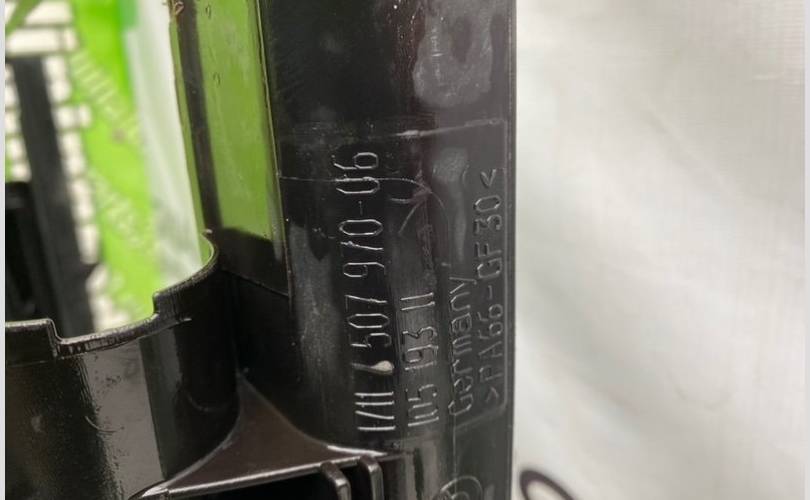 1711 7 507 970-06
105 193 11
Germany
>PA66-GF30<